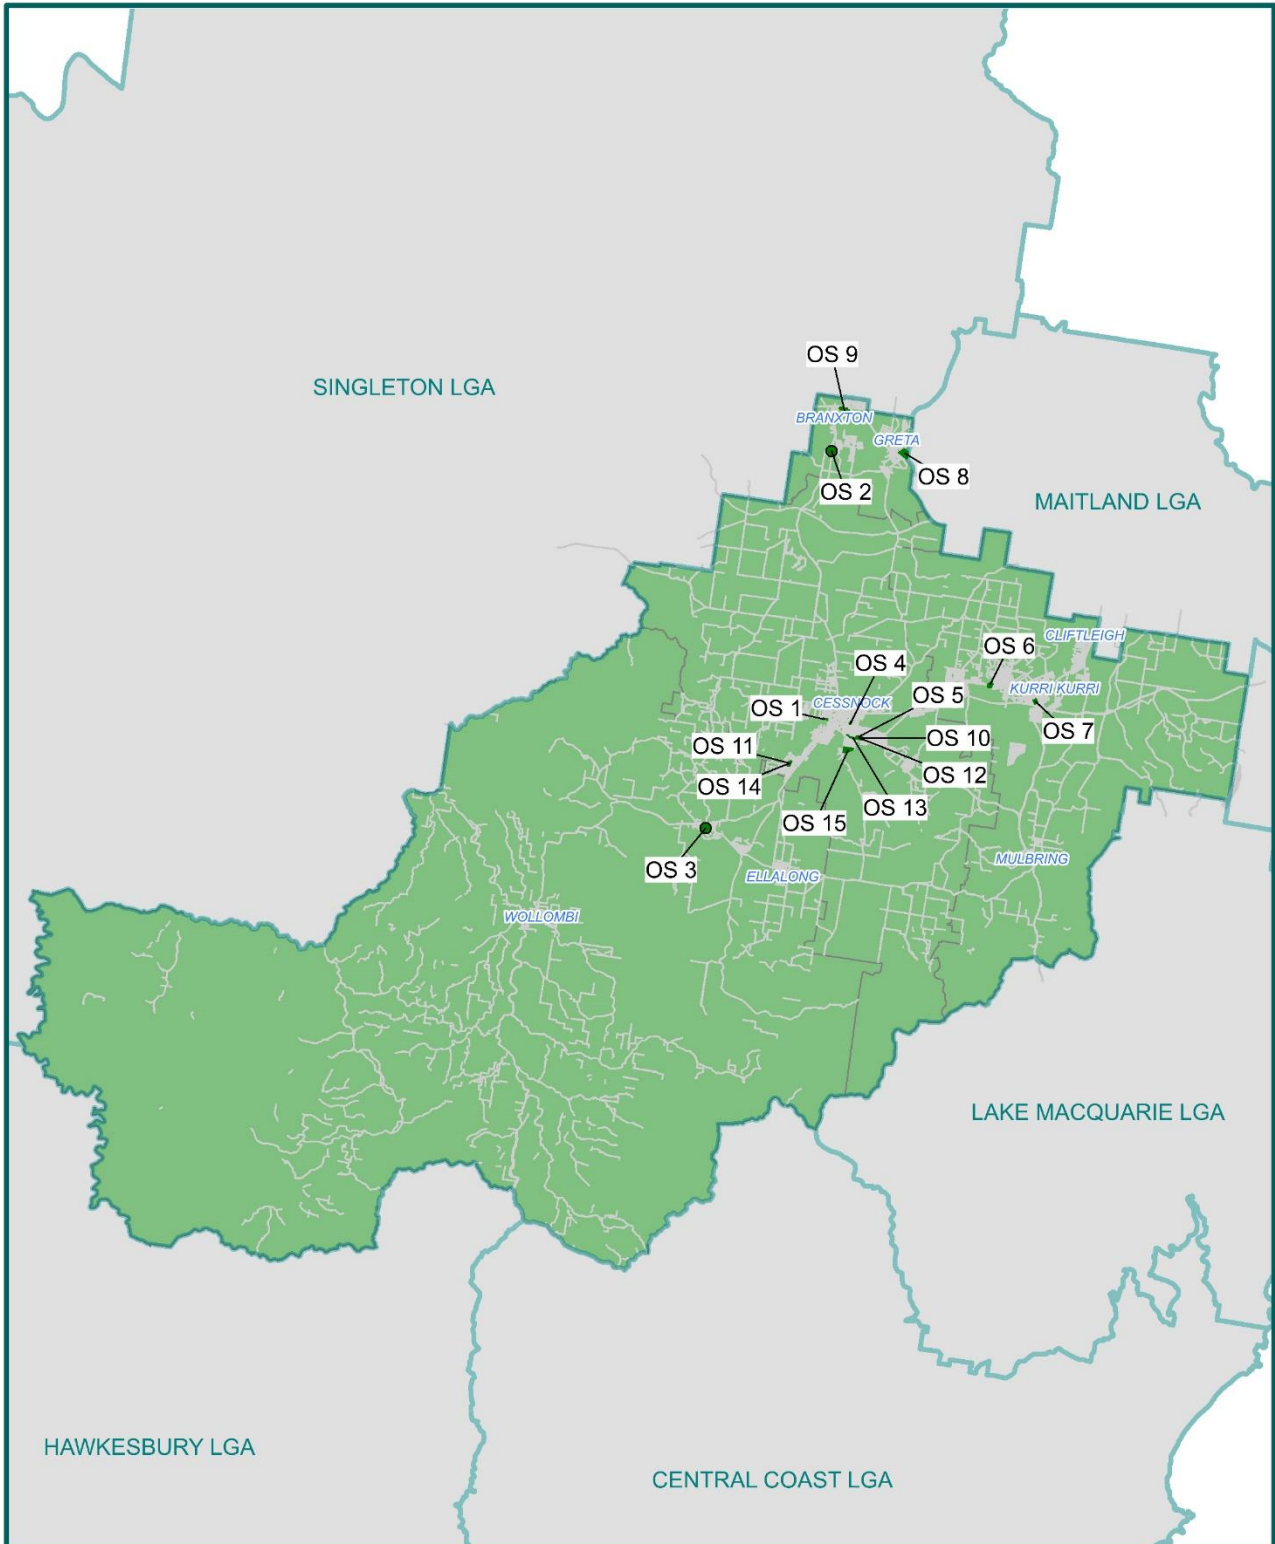 OS 9
SINGLETON LGA
BRANXTON
GRETA
OS 8
OS 2
MAITLAND LGA
CLIFTLEIGH
OS 6
OS 4
KURRI KURRI
OS 5
CESSNOCK
OS 1
OS 7
OS 10
OS 11
OS 12
OS 14
OS 13
OS 15
MULBRING
OS 3
ELLALONG
WOLLOMBI
LAKE MACQUARIE LGA
HAWKESBURY LGA
CENTRAL COAST LGA